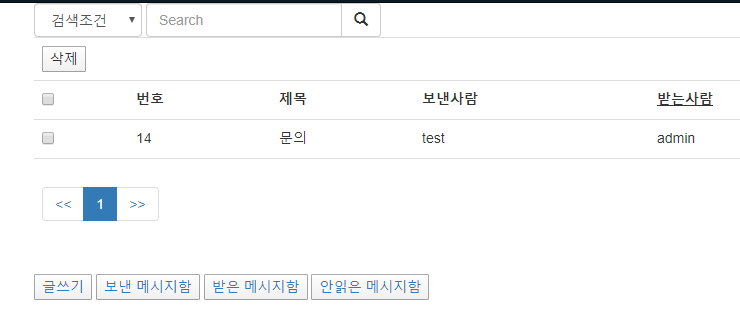 검색조건 Search
삭제
번호 제목 보낸사람 받는사람
14 문의 test admin
<< 1 >>
글쓰기 보낸 메시지함 받은 메시지함 안읽은 메시지함